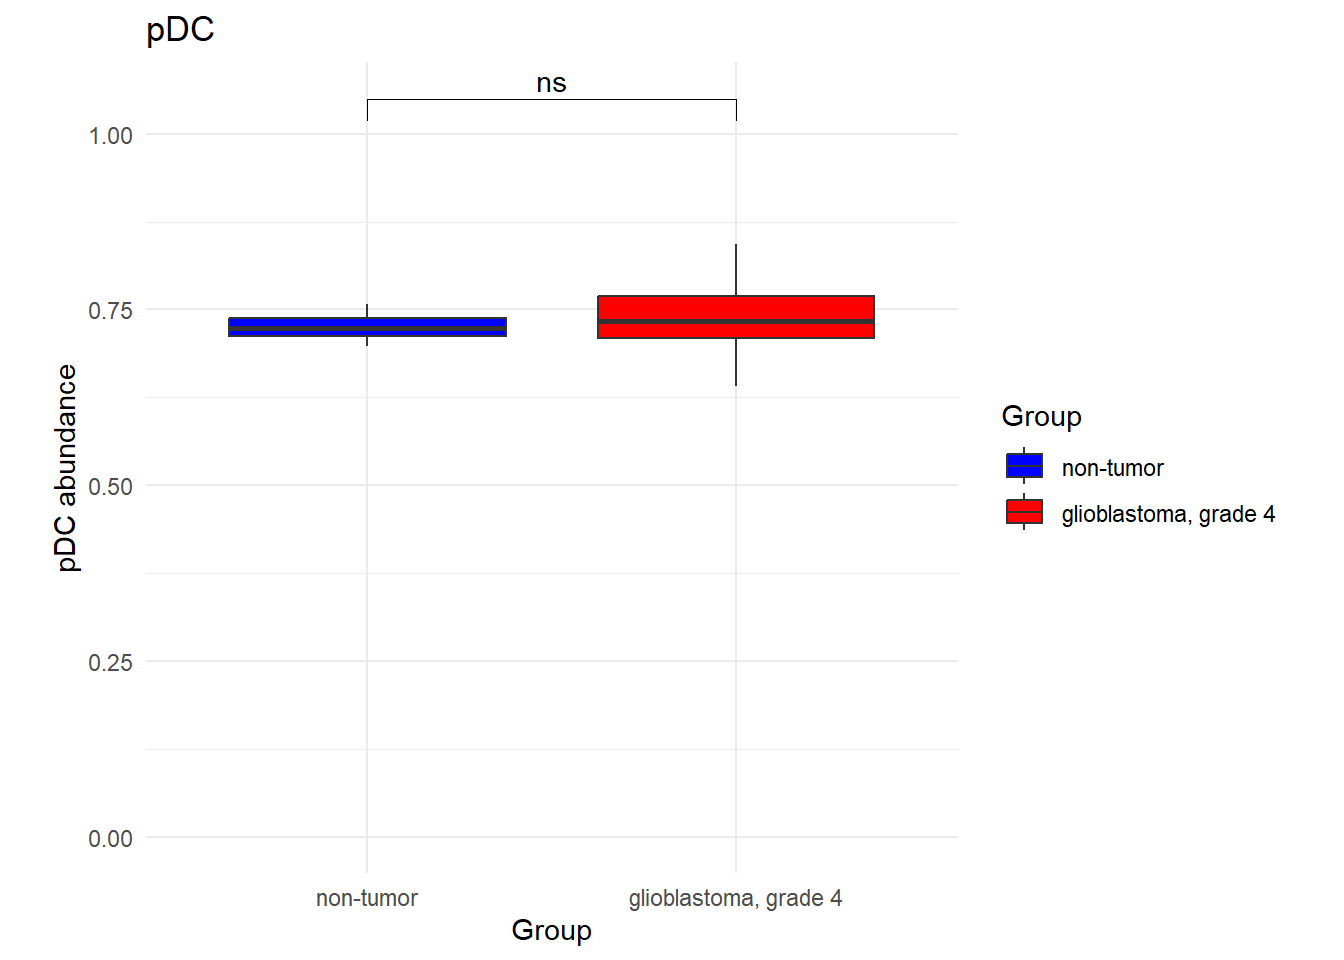 pDC
ns
1.00
0.75
0.50
0.25
0.00
pDC abundance
non-tumor
glioblastoma, grade 4
Group
Group
non-tumor
glioblastoma, grade 4